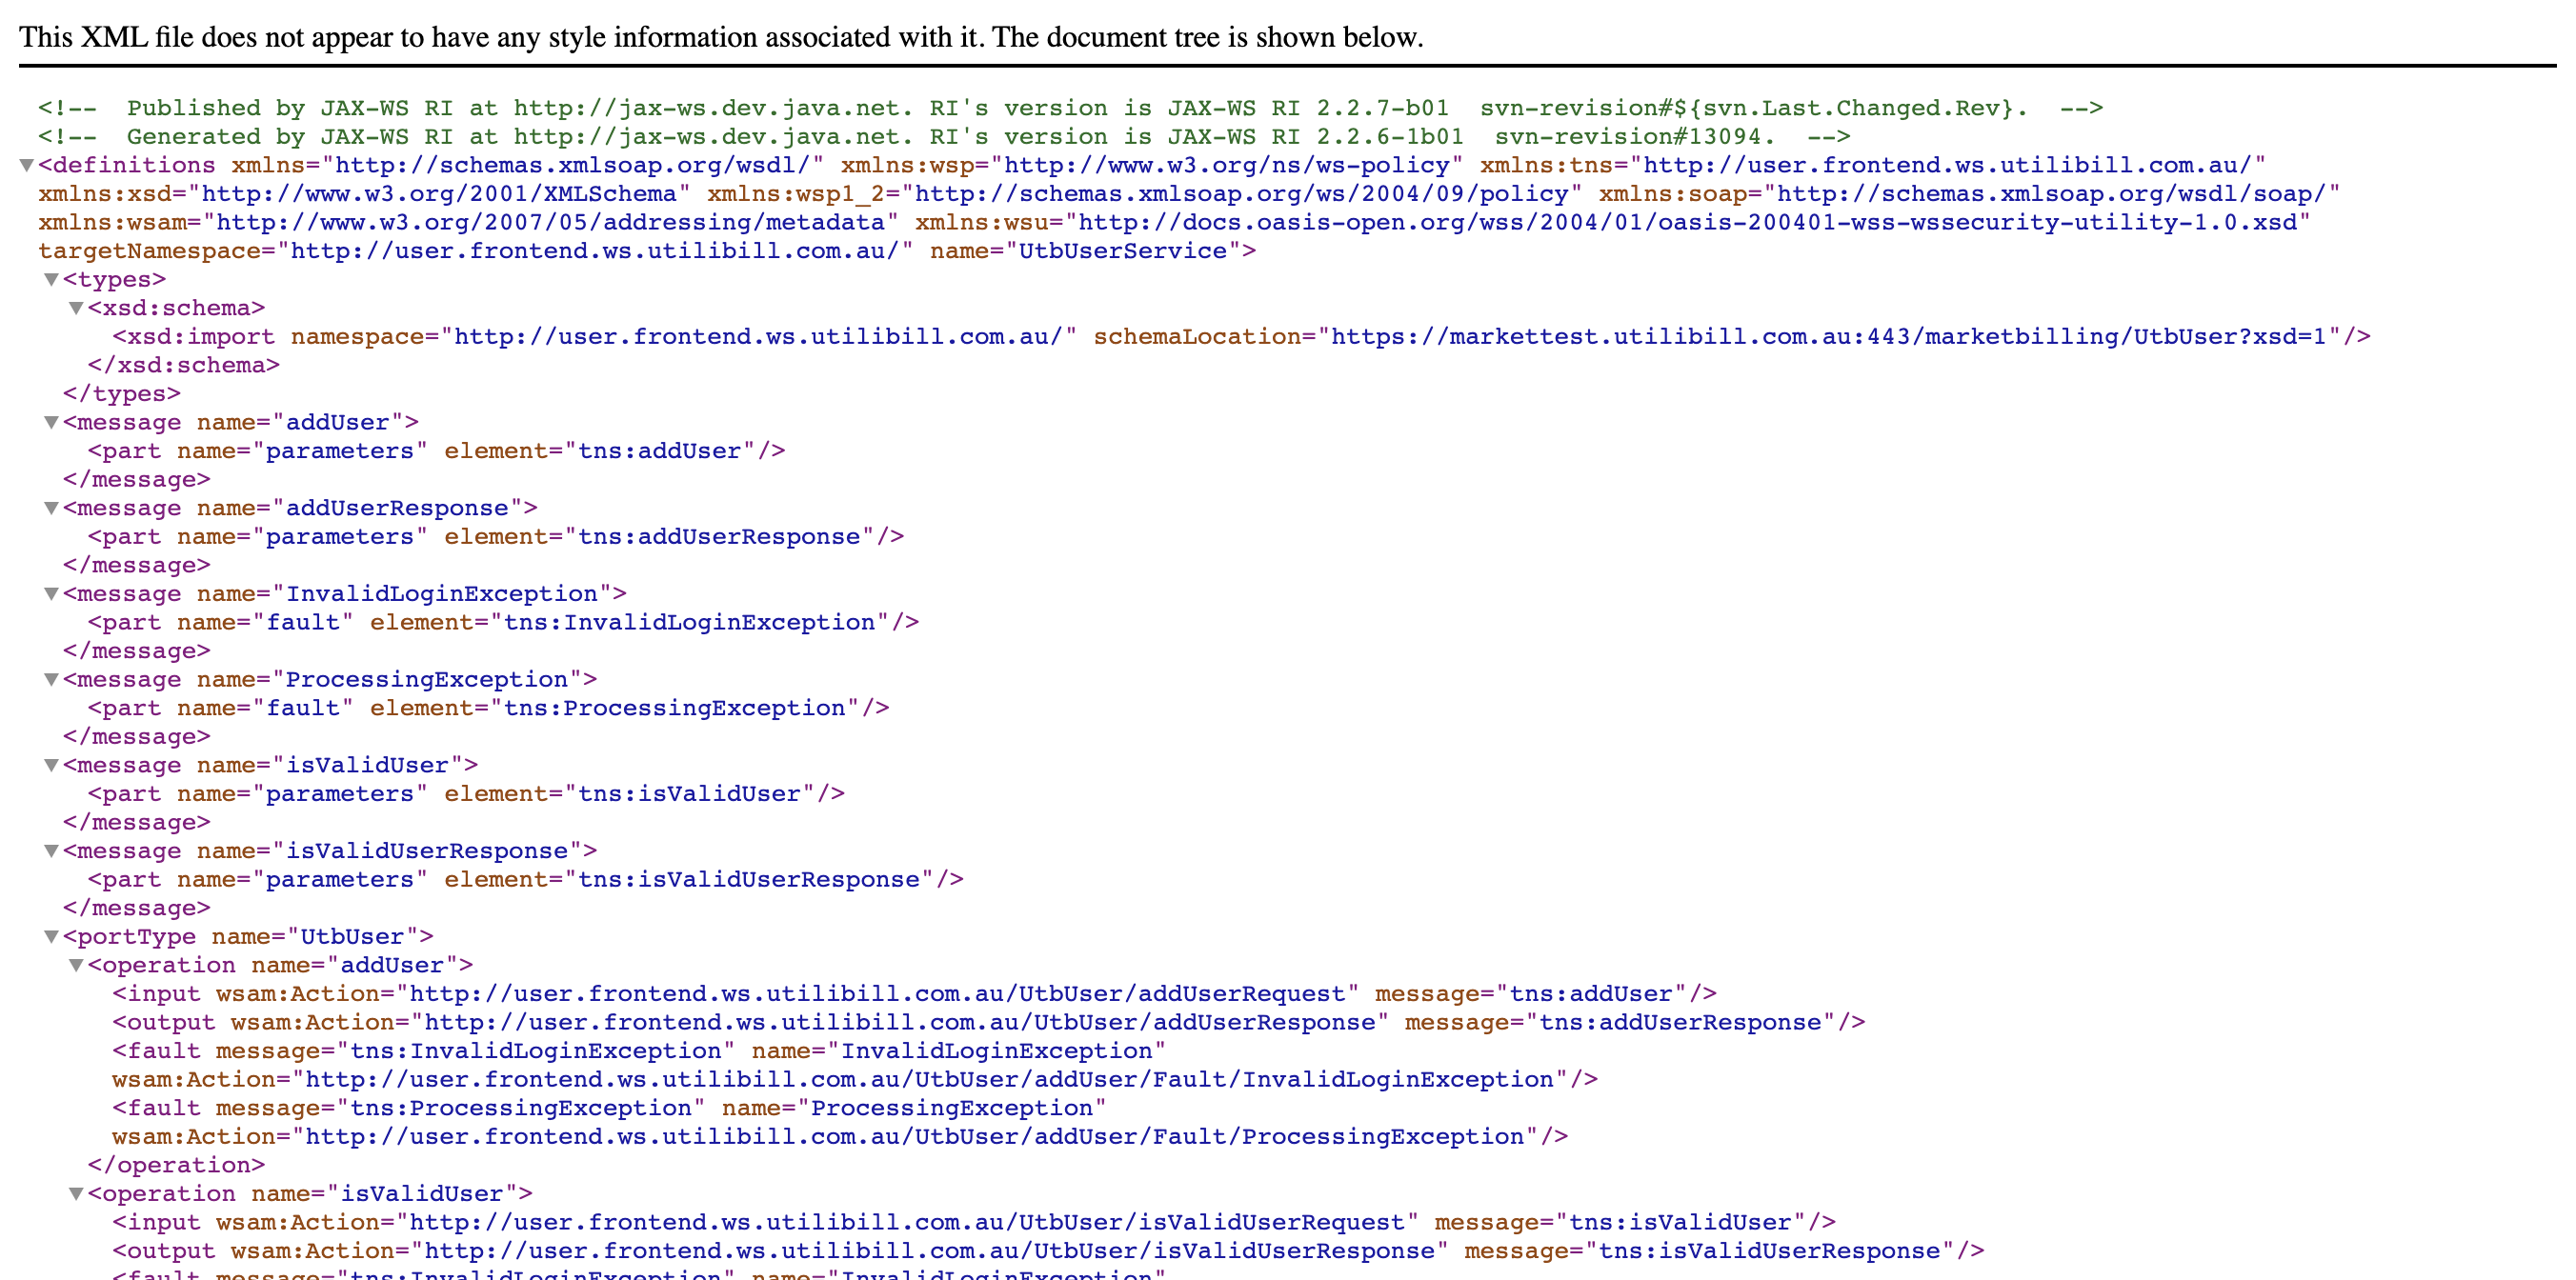 This XML file does not appear to have any style information associated with it. The document tree is shown below.
<!--  Published by JAX-WS RI at http://jax-ws.dev.java.net. RI's version is JAX-WS RI 2.2.7-b01  svn-revision#${svn.Last.Changed.Rev}.  -->
<!--  Generated by JAX-WS RI at http://jax-ws.dev.java.net. RI's version is JAX-WS RI 2.2.6-1b01  svn-revision#13094.  -->
<definitions xmlns="http://schemas.xmlsoap.org/wsdl/" xmlns:wsp="http://www.w3.org/ns/ws-policy" xmlns:tns="http://user.frontend.ws.utilibill.com.au/"
xmlns:xsd="http://www.w3.org/2001/XMLSchema" xmlns:wsp1_2="http://schemas.xmlsoap.org/ws/2004/09/policy" xmlns:soap="http://schemas.xmlsoap.org/wsdl/soap/"
xmlns:wsam="http://www.w3.org/2007/05/addressing/metadata" xmlns:wsu="http://docs.oasis-open.org/wss/2004/01/oasis-200401-wss-wssecurity-utility-1.0.xsd"
targetNamespace="http://user.frontend.ws.utilibill.com.au/" name="UtbUserService">
<types>
<xsd:schema>
<xsd:import namespace="http://user.frontend.ws.utilibill.com.au/" schemaLocation="https://markettest.utilibill.com.au:443/marketbilling/UtbUser?xsd=1"/>
</xsd:schema>
</types>
<message name="addUser">
<part name="parameters" element="tns:addUser"/>
</message>
<message name="addUserResponse">
<part name="parameters" element="tns:addUserResponse"/>
</message>
<message name="InvalidLoginException">
<part name="fault" element="tns:InvalidLoginException"/>
</message>
<message name="ProcessingException">
<part name="fault" element="tns:ProcessingException"/>
</message>
<message name="isValidUser">
<part name="parameters" element="tns:isValidUser"/>
</message>
<message name="isValidUserResponse">
<part name="parameters" element="tns:isValidUserResponse"/>
</message>
<portType name="UtbUser">
<operation name="addUser">
<input wsam:Action="http://user.frontend.ws.utilibill.com.au/UtbUser/addUserRequest" message="tns:addUser"/>
<output wsam:Action="http://user.frontend.ws.utilibill.com.au/UtbUser/addUserResponse" message="tns:addUserResponse"/>
<fault message="tns:InvalidLoginException" name="InvalidLoginException"
wsam:Action="http://user.frontend.ws.utilibill.com.au/UtbUser/addUser/Fault/InvalidLoginException"/>
<fault message="tns:ProcessingException" name="ProcessingException"
wsam:Action="http://user.frontend.ws.utilibill.com.au/UtbUser/addUser/Fault/ProcessingException"/>
</operation>
<operation name="isValidUser">
<input wsam:Action="http://user.frontend.ws.utilibill.com.au/UtbUser/isValidUserRequest" message="tns:isValidUser"/>
<output wsam:Action="http://user.frontend.ws.utilibill.com.au/UtbUser/isValidUserResponse" message="tns:isValidUserResponse"/>
<fault message="tns:InvalidLoginException" name="InvalidLoginException"